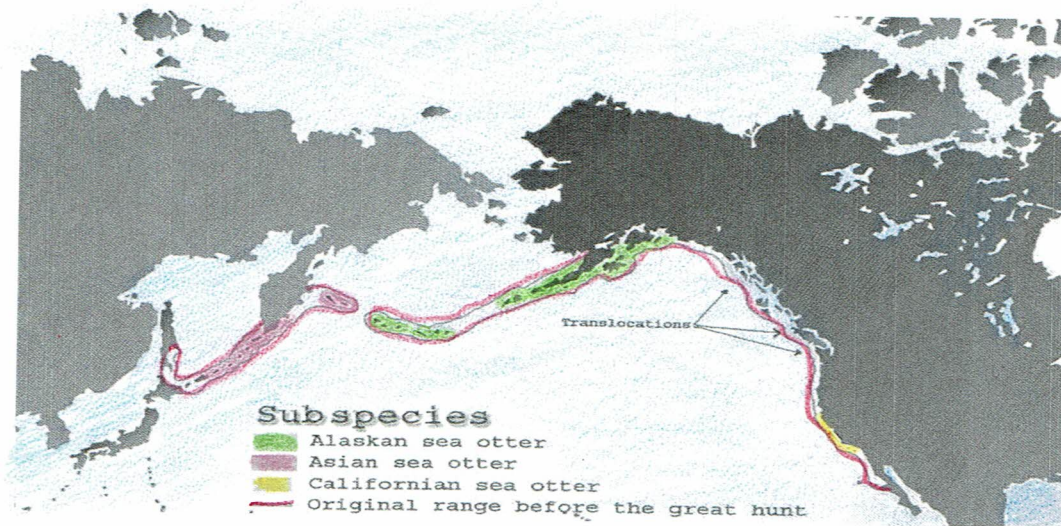 Translocations
Subspecies
Alaskan sea otter
Asian sea otter
Californian sea otter
Original range before the great hunt